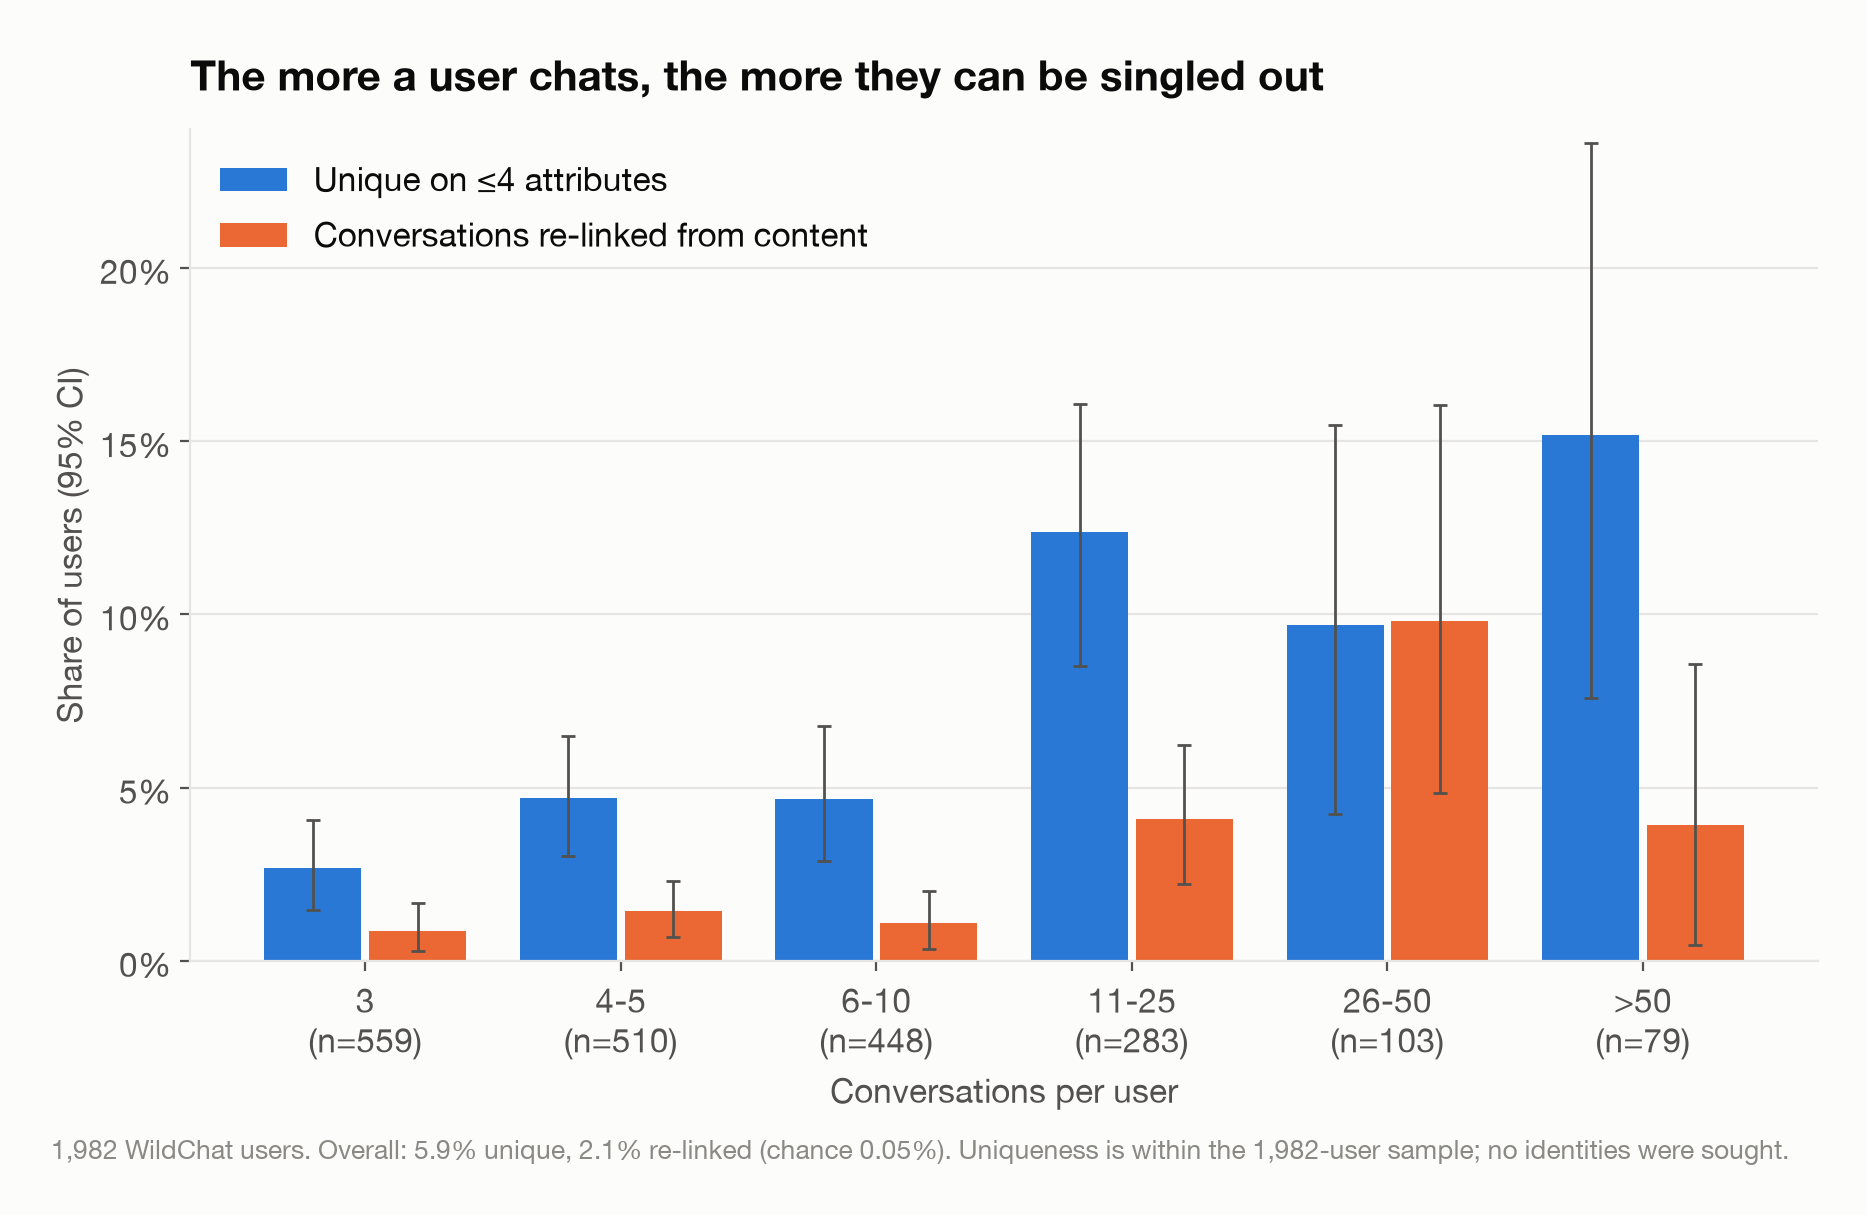 The more a user chats, the more they can be singled out
Unique on ≤4 attributes
Conversations re-linked from content
20%
15%
10%
5%
0%
Share of users (95% CI)
3
(n=559)
4-5
(n=510)
6-10
(n=448)
11-25
(n=283)
26-50
(n=103)
>50
(n=79)
Conversations per user
1,982 WildChat users. Overall: 5.9% unique, 2.1% re-linked (chance 0.05%). Uniqueness is within the 1,982-user sample; no identities were sought.